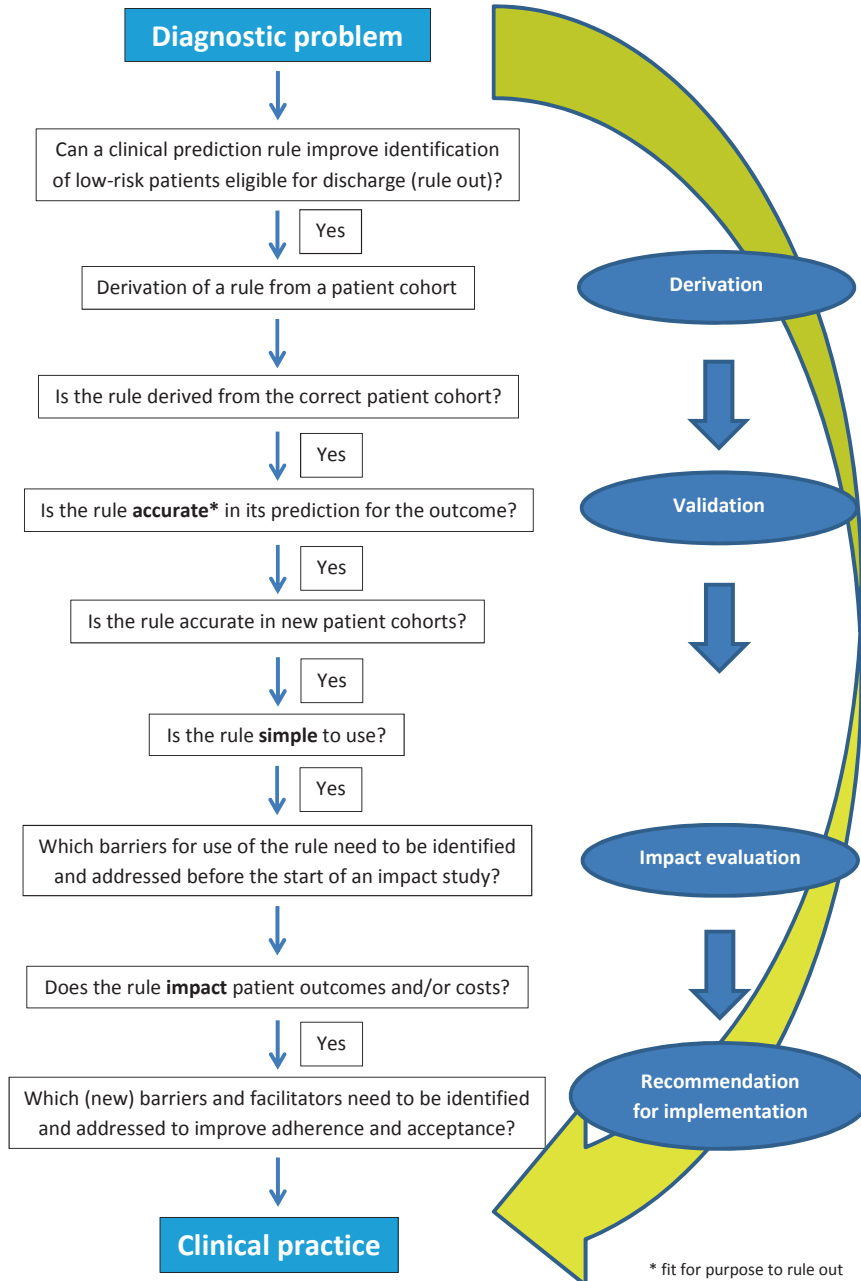 Diagnostic problem
Can a clinical prediction rule improve identification
of low-risk patients eligible for discharge (rule out)?
Yes
Derivation of a rule from a patient cohort
Is the rule derived from the correct patient cohort?
Yes
Is the rule accurate* in its prediction for the outcome?
Yes
Is the rule accurate in new patient cohorts?
Yes
Is the rule simple to use?
Yes
Which barriers for use of the rule need to be identified
and addressed before the start of an impact study?
Does the rule impact patient outcomes and/or costs?
Yes
Which (new) barriers and facilitators need to be identified
and addressed to improve adherence and acceptance?
Clinical practice
Derivation
Validation
Impact evaluation
Recommendation
for implementation
* fit for purpose to rule out